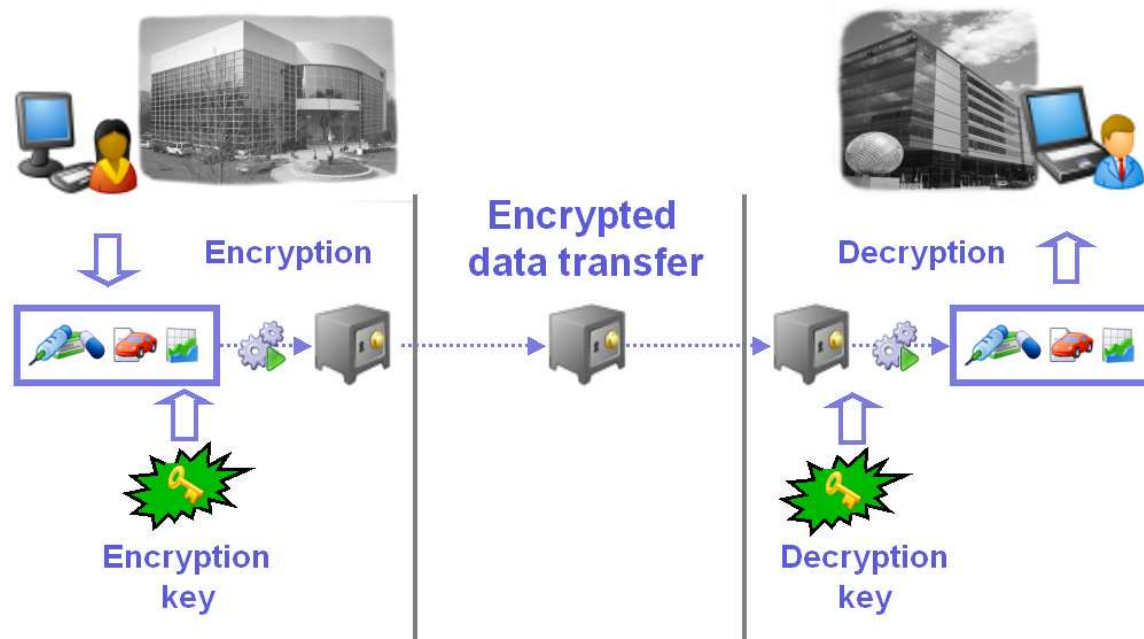 Encrypted
data transfer
Encryption
Decryption
Encryption
key
Decryption
key